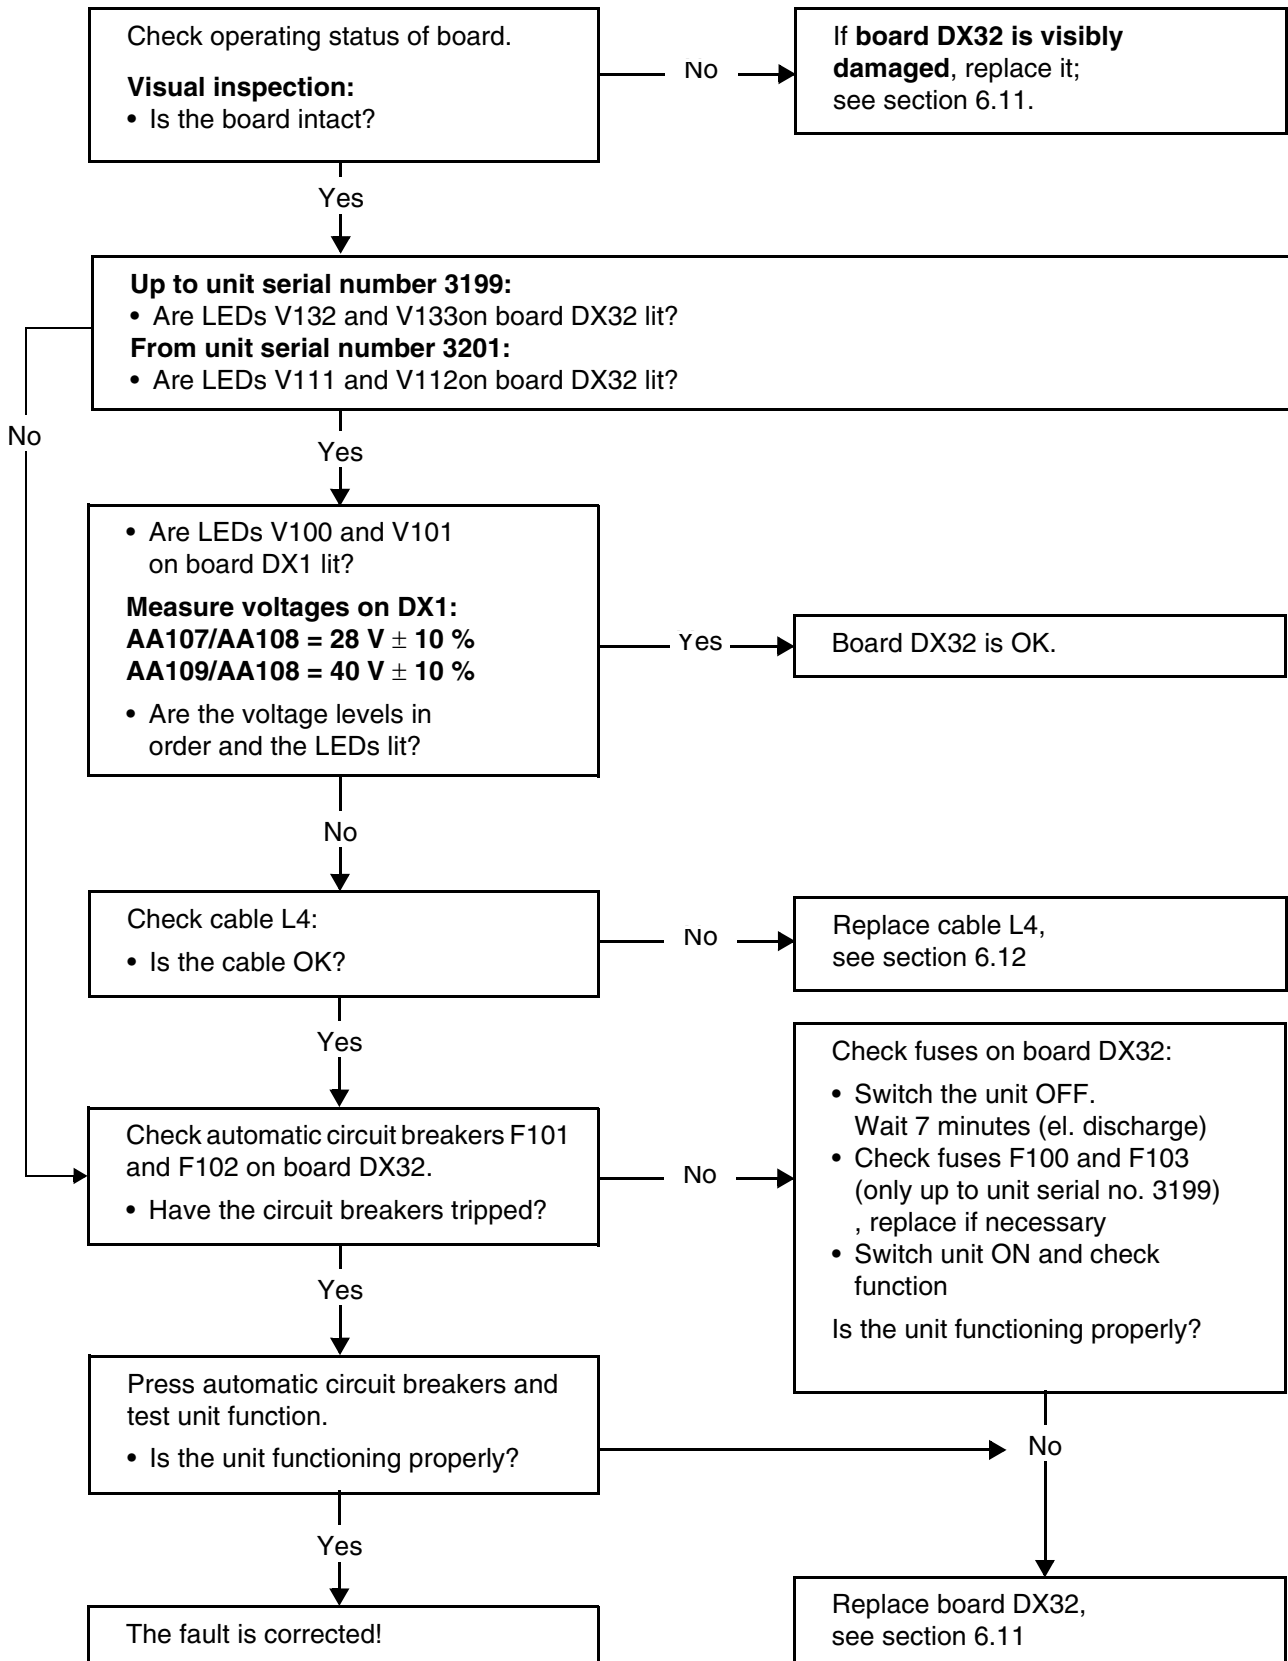 Check operating status of board.
Visual inspection:
• Is the board intact?
No
If board DX32 is visibly
damaged, replace it;
see section 6.11.
Yes
Up to unit serial number 3199:
• Are LEDs V132 and V133on board DX32 lit?
From unit serial number 3201:
• Are LEDs V111 and V112on board DX32 lit?
No
Yes
• Are LEDs V100 and V101
on board DX1 lit?
Measure voltages on DX1:
AA107/AA108 = 28 V ± 10 %
AA109/AA108 = 40 V ± 10 %
• Are the voltage levels in
order and the LEDs lit?
Yes
Board DX32 is OK.
No
Check cable L4:
• Is the cable OK?
No
Replace cable L4,
see section 6.12
Yes
Check automatic circuit breakers F101
and F102 on board DX32.
• Have the circuit breakers tripped?
No
Check fuses on board DX32:
• Switch the unit OFF.
Wait 7 minutes (el. discharge)
• Check fuses F100 and F103
(only up to unit serial no. 3199)
, replace if necessary
• Switch unit ON and check
function
Is the unit functioning properly?
Yes
Press automatic circuit breakers and
test unit function.
• Is the unit functioning properly?
No
Yes
The fault is corrected!
Replace board DX32,
see section 6.11